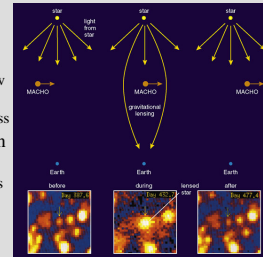 star
star
star
light
from
star
MACHO
MACHO
MACHO
gravitational
lensing
Earth
Earth
Earth
before
during
lensed
star
after